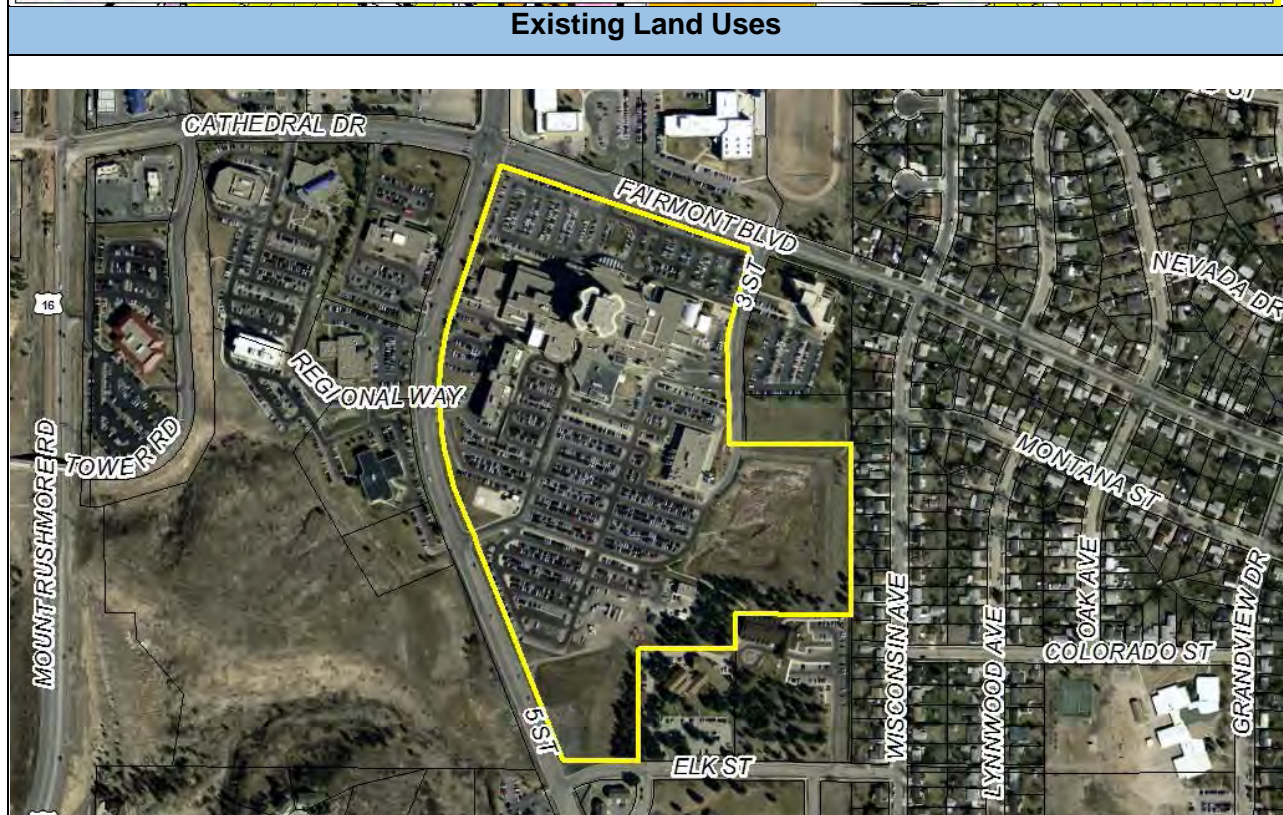 Existing Land Uses
CATHEDRAL DR
FAIRMONT BLVD
3 ST
NEVADA DR
16
REGIONAL WAY
TOWER RD
MOUNT RUSHMORE RD
MONTANA ST
WISCONSIN AVE
LYNNWOOD AVE
OAK AVE
COLORADO ST
GRANDVIEW DR
5 ST
ELK ST